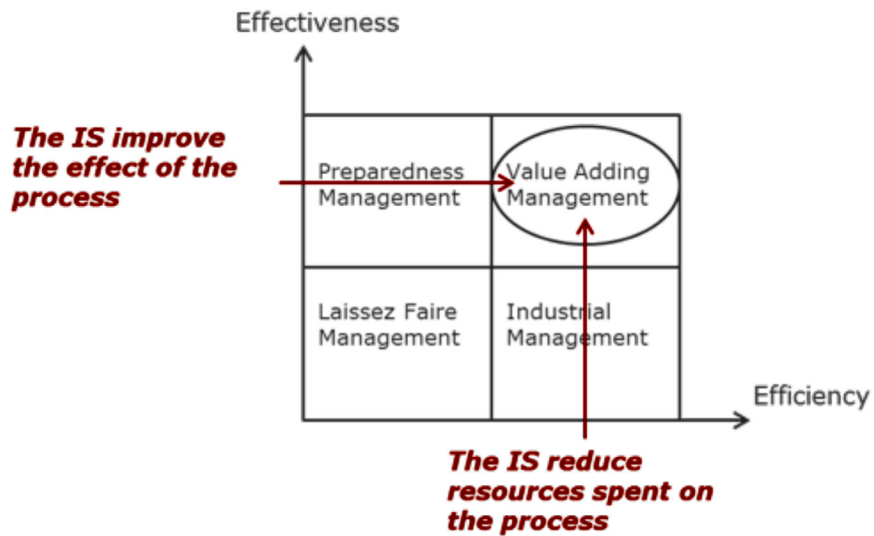 Effectiveness
The IS improve
the effect of the
process
Preparedness
Management
Value Adding
Management
Laissez Faire
Management
Industrial
Management
Efficiency
The IS reduce
resources spent on
the process